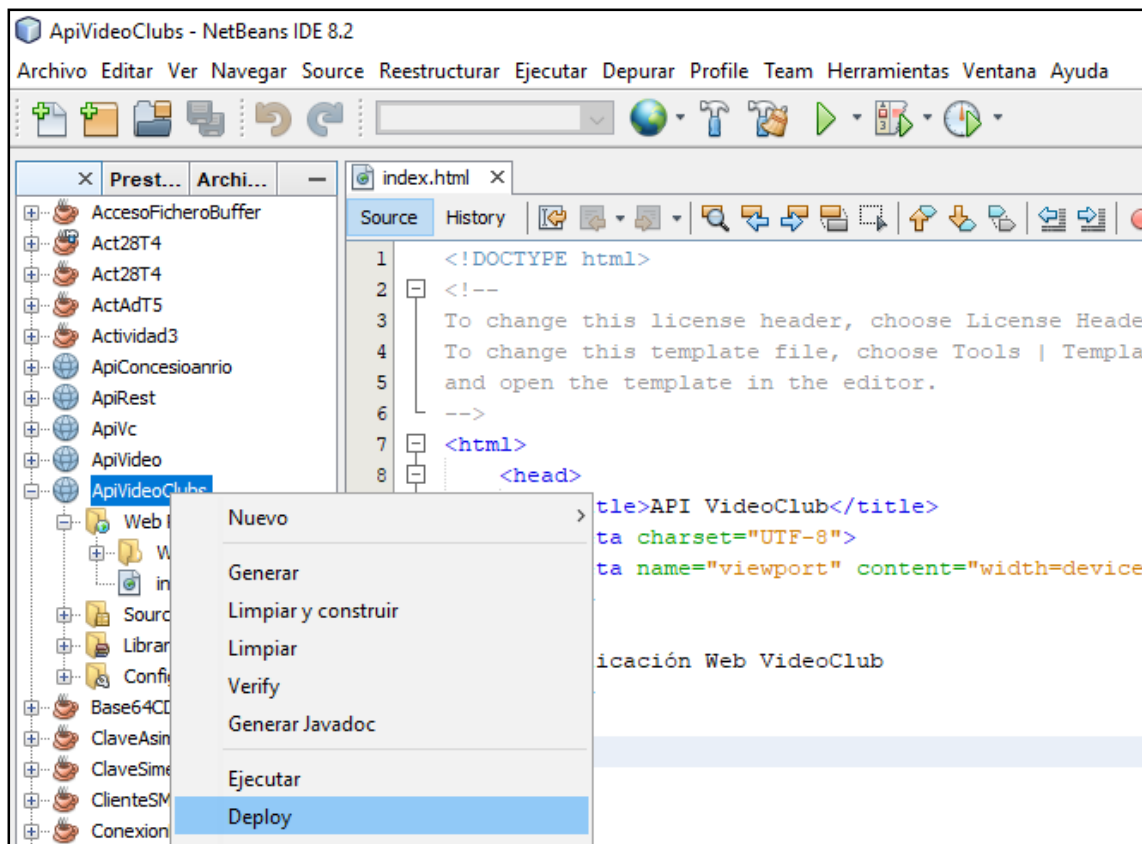 ApiVideoClubs - NetBeans IDE 8.2
Archivo Editar Ver Navegar Source Reestructurar Ejecutar Depurar Profile Team Herramientas Ventana Ayuda
Prest... Archi...
index.html
AccesoFicheroBuffer
Act28T4
Act28T4
ActAdT5
Actividad3
ApiConcesioanrio
ApiRest
ApiVc
ApiVideo
ApiVideoClubs
Web
W
in
Sourc
Librar
Confi
Base64CD
ClaveAsin
ClaveSime
ClienteSM
Conexion
Source History
1 <!DOCTYPE html>
2 <!--
3 To change this license header, choose License Heade
4 To change this template file, choose Tools | Templa
5 and open the template in the editor.
6 -->
7 <html>
8 <head>
tle>API VideoClub</title>
ta charset="UTF-8">
ta name="viewport" content="width=device
icación Web VideoClub
Nuevo
Generar
Limpiar y construir
Limpiar
Verify
Generar Javadoc
Ejecutar
Deploy